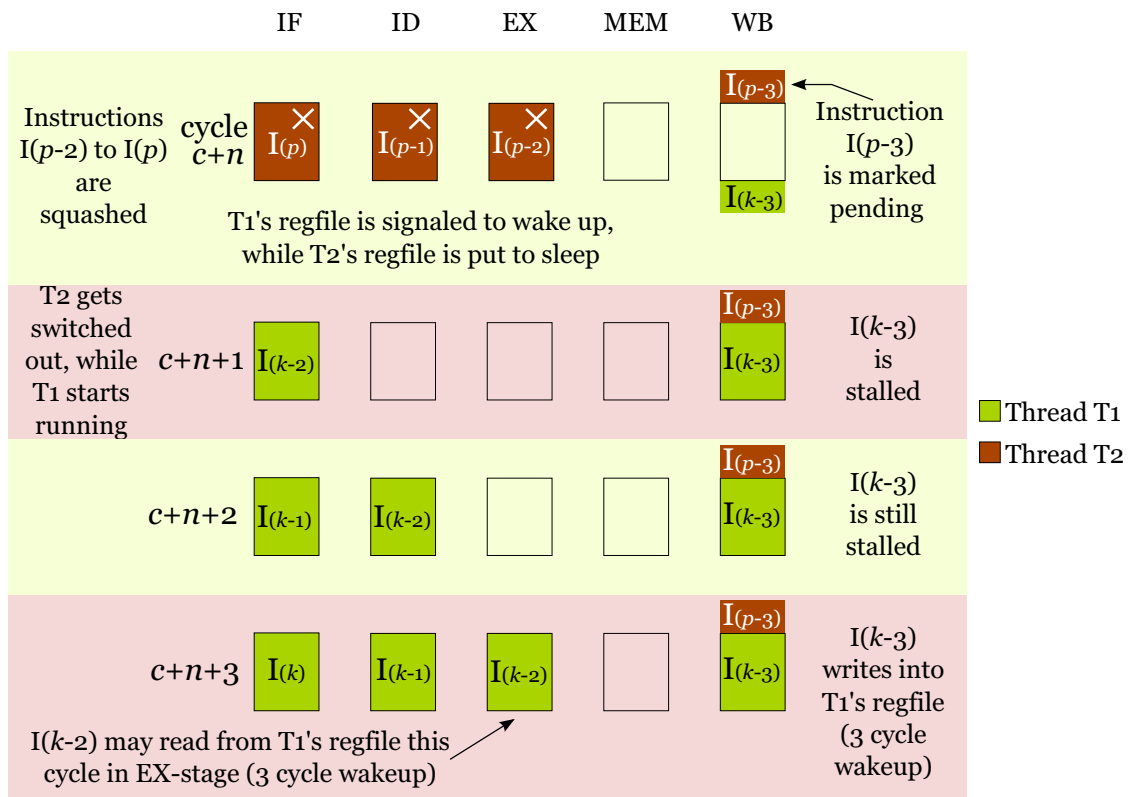 IF ID EX MEM WB
Instructions
I(p-2) to I(p)
are
squashed
cycle
c+n
I(p)
I(p-1)
I(p-2)
I(p-3)
I(k-3)
Instruction
I(p-3)
is marked
pending
T1's regfile is signaled to wake up,
while T2's regfile is put to sleep
T2 gets
switched
out, while
T1 starts
running
c+n+1
I(k-2)
I(p-3)
I(k-3)
I(k-3)
is
stalled
c+n+2
I(k-1)
I(k-2)
I(p-3)
I(k-3)
I(k-3)
is still
stalled
c+n+3
I(k)
I(k-1)
I(k-2)
I(p-3)
I(k-3)
I(k-3)
writes into
T1's regfile
(3 cycle
wakeup)
I(k-2) may read from T1's regfile this
cycle in EX-stage (3 cycle wakeup)
Thread T1
Thread T2